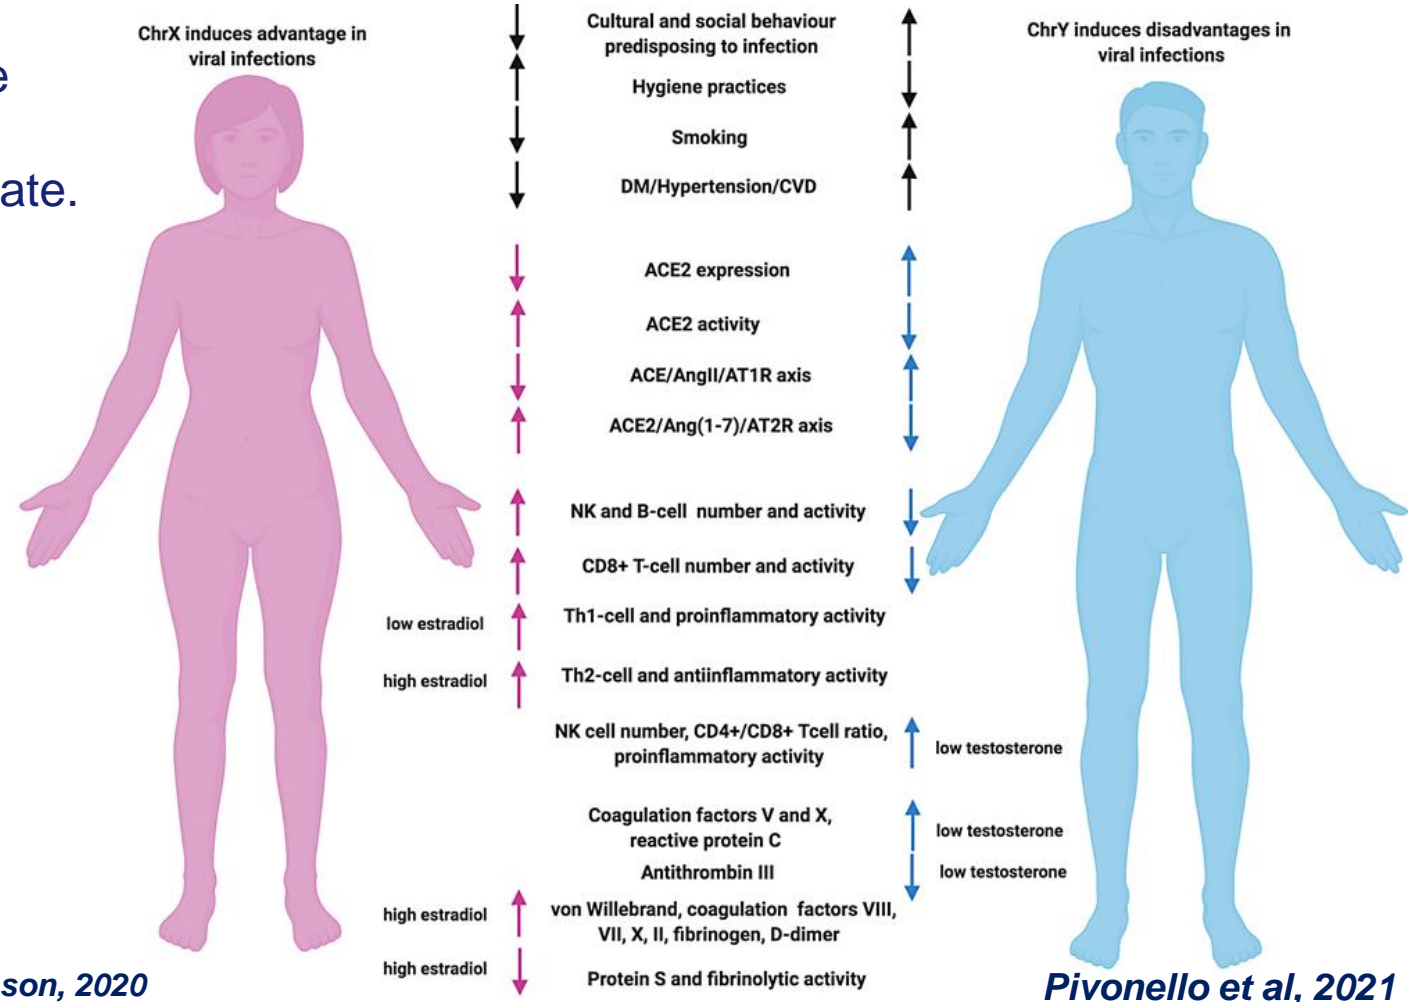 e
ate.
ChrX induces advantage in
viral infections
Cultural and social behaviour
predisposing to infection
ChrY induces disadvantages in
viral infections
Hygiene practices
Smoking
DM/Hypertension/CVD
ACE2 expression
ACE2 activity
ACE/AngII/AT1R axis
ACE2/Ang(1-7)/AT2R axis
NK and B-cell number and activity
CD8+ T-cell number and activity
low estradiol
Th1-cell and proinflammatory activity
high estradiol
Th2-cell and antiinflammatory activity
NK cell number, CD4+/CD8+ Tcell ratio,
proinflammatory activity
low testosterone
Coagulation factors V and X,
reactive protein C
low testosterone
Antithrombin III
low testosterone
high estradiol
von Willebrand, coagulation factors VIII,
VII, X, II, fibrinogen, D-dimer
high estradiol
Protein S and fibrinolytic activity
son, 2020
Pivonello et al, 2021